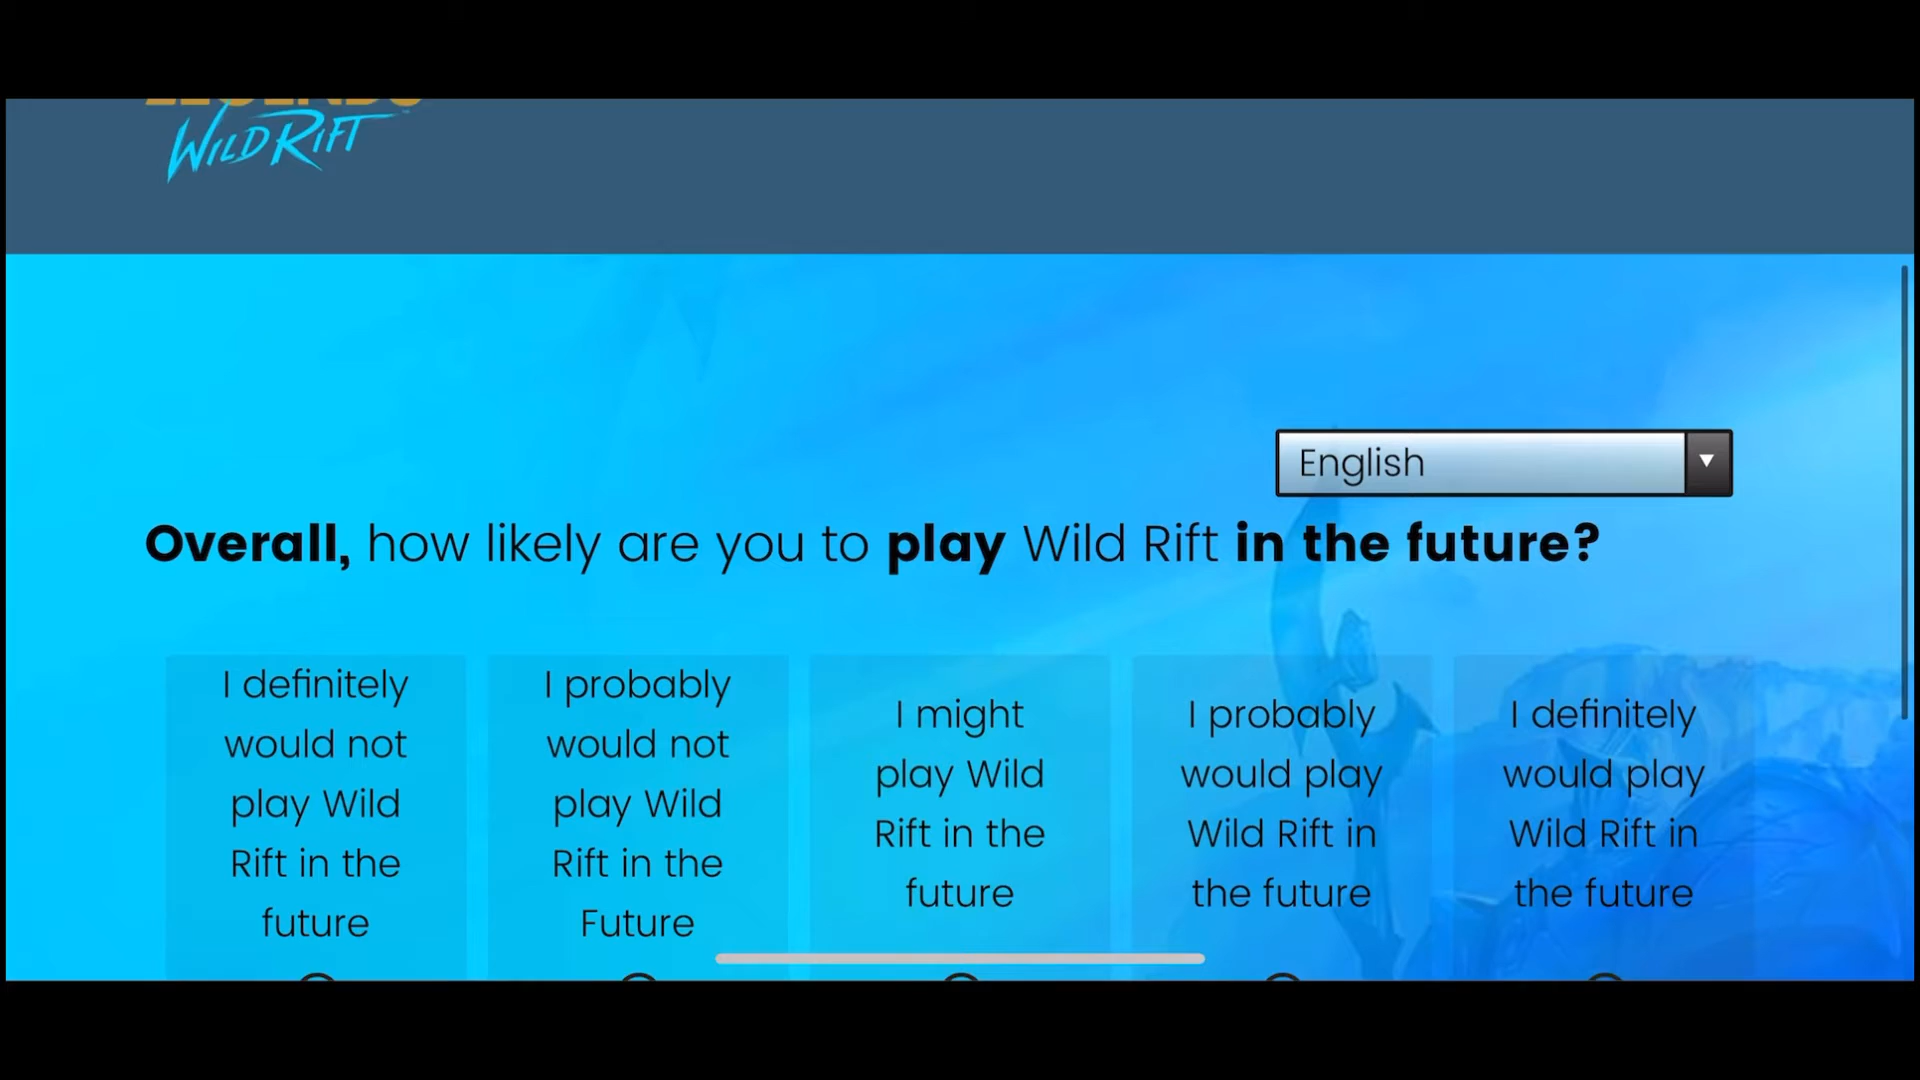 LEGENDS
WILD RIFT
English
Overall, how likely are you to play Wild Rift in the future?
I definitely
would not
play Wild
Rift in the
future
I probably
would not
play Wild
Rift in the
Future
I might
play Wild
Rift in the
future
I probably
would play
Wild Rift in
the future
I definitely
would play
Wild Rift in
the future